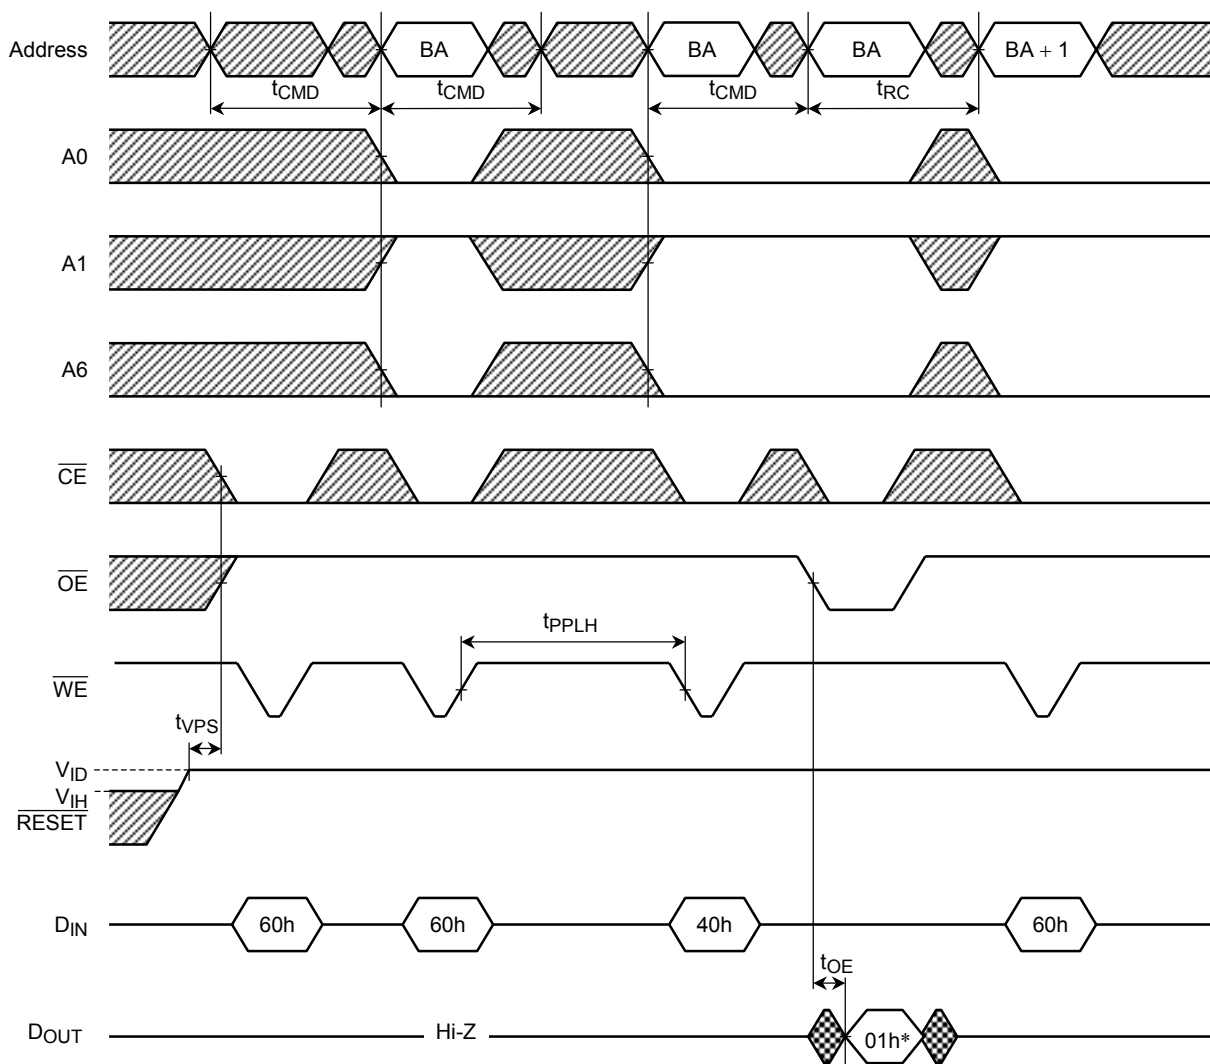 Address BA BA BA BA + 1
tCMD tCMD tCMD tRC
A0
A1
A6
CE
OE
tPPLH
WE
tVPS
VID
VIH
RESET
DIN 60h 60h 40h 60h
tOE
DOUT Hi-Z 01h*